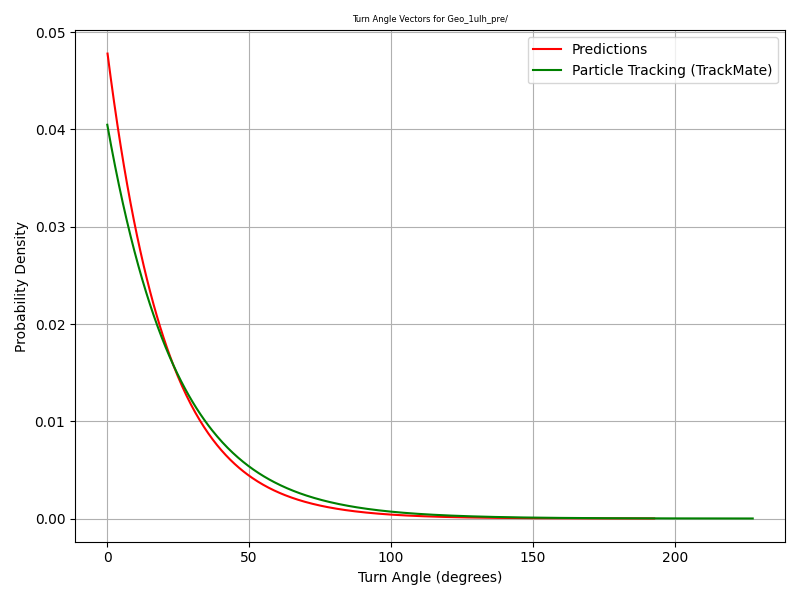 Turn Angle Vectors for Geo_1ulh_pre/
Predictions
Particle Tracking (TrackMate)
Probability Density
0.05
0.04
0.03
0.02
0.01
0.00
0 50 100 150 200
Turn Angle (degrees)